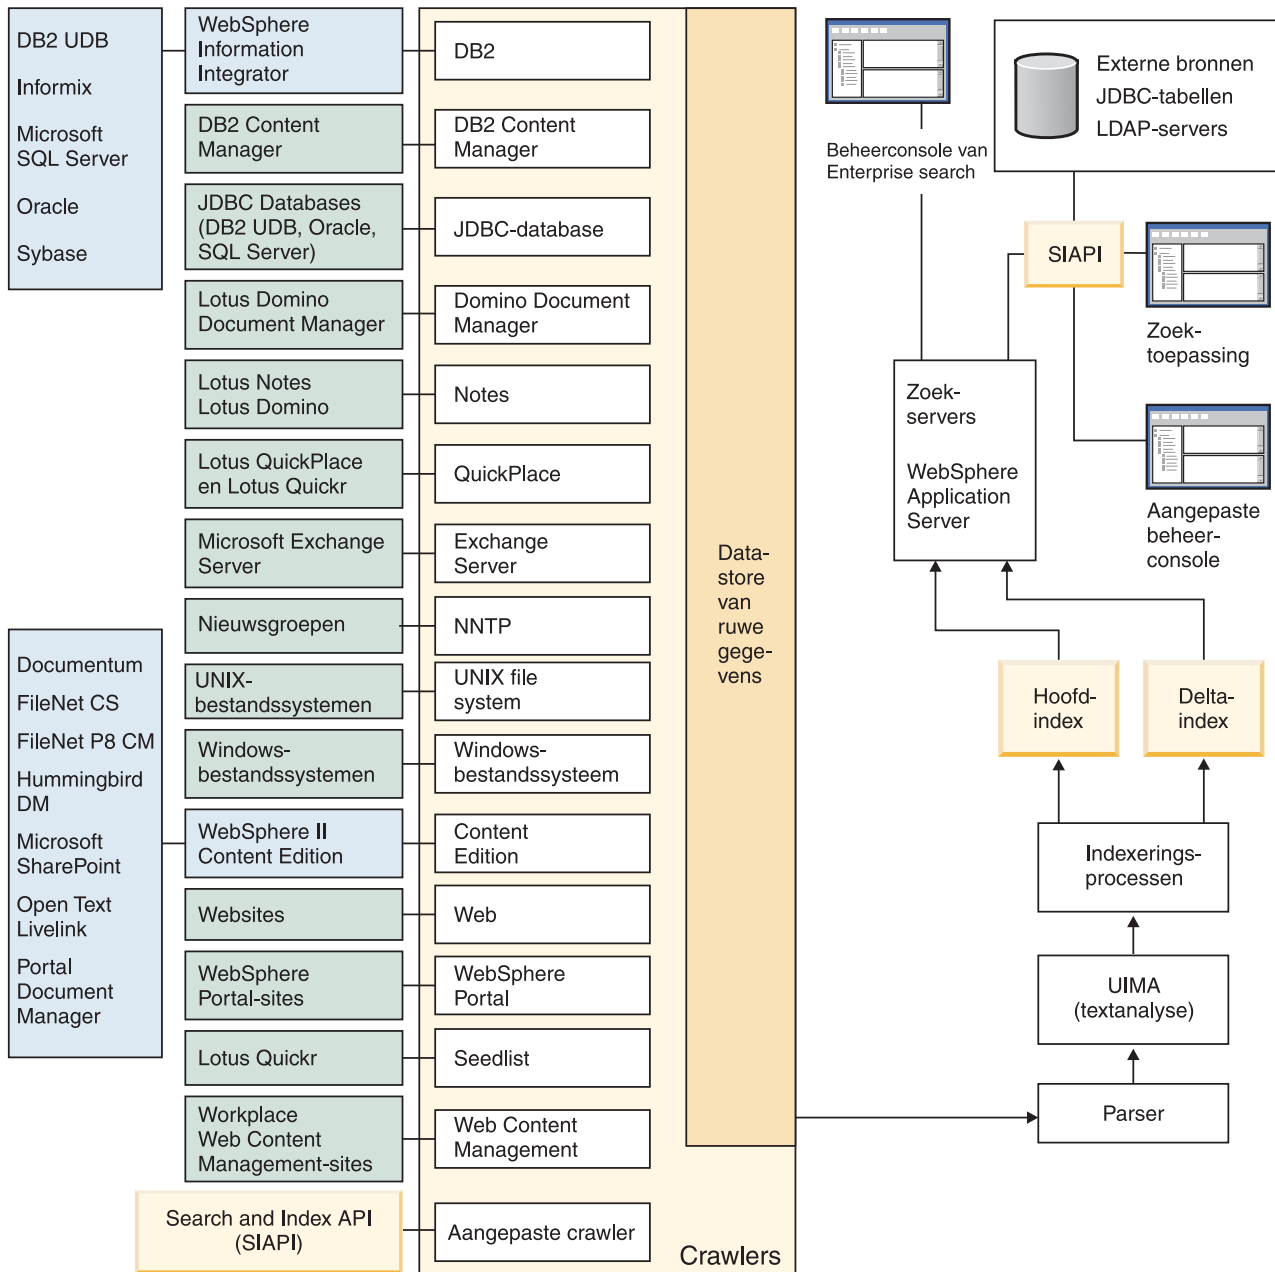 DB2 UDB
Informix
Microsoft
SQL Server
Oracle
Sybase
Documentum
FileNet CS
FileNet P8 CM
Hummingbird
DM
Microsoft
SharePoint
Open Text
Livelink
Portal
Document
Manager
WebSphere
Information
Integrator
DB2 Content
Manager
JDBC Databases
(DB2 UDB, Oracle,
SQL Server)
Lotus Domino
Document Manager
Lotus Notes
Lotus Domino
Lotus QuickPlace
en Lotus Quickr
Microsoft Exchange
Server
Nieuwsgroepen
UNIX-
bestandssystemen
Windows-
bestandssystemen
WebSphere II
Content Edition
Websites
WebSphere
Portal-sites
Lotus Quickr
Workplace
Web Content
Management-sites
Search and Index API
(SIAPI)
DB2
DB2 Content
Manager
JDBC-database
Domino Document
Manager
Notes
QuickPlace
Exchange
Server
NNTP
UNIX file
system
Windows-
bestandssysteem
Content
Edition
Web
WebSphere
Portal
Seedlist
Web Content
Management
Aangepaste crawler
Crawlers
Data-
store
van
ruwe
gege-
vens
Beheerconsole van
Enterprise search
Externe bronnen
JDBC-tabellen
LDAP-servers
SIAPI
Zoek-
toepassing
Aangepaste
beheer-
console
Zoek-
servers
WebSphere
Application
Server
Hoofd-
index
Delta-
index
Indexerings-
processen
UIMA
(textanalyse)
Parser